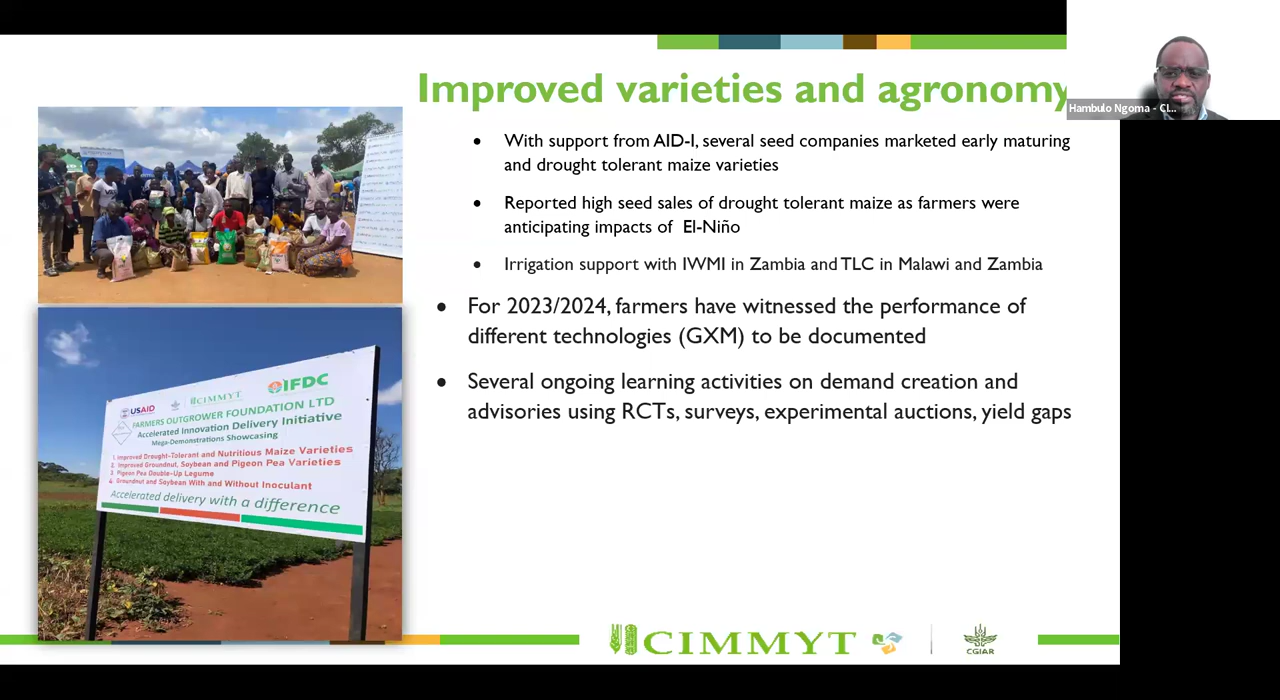 Improved varieties and agronomy
Hambulo Ngoma - CI...
• With support from AID-I, several seed companies marketed early maturing
and drought tolerant maize varieties
• Reported high seed sales of drought tolerant maize as farmers were
anticipating impacts of El-Niño
• Irrigation support with IWMI in Zambia and TLC in Malawi and Zambia
• For 2023/2024, farmers have witnessed the performance of
different technologies (GXM) to be documented
• Several ongoing learning activities on demand creation and
advisories using RCTs, surveys, experimental auctions, yield gaps
USAID
CIMMYT
IFDC
FARMERS OUTGROWER FOUNDATION LTD
Accelerated Innovation Delivery Initiative
Mega-Demonstrations Showcasing
1. Improved Drought-Tolerant and Nutritious Maize Varieties
2. Improved Groundnut, Soybean and Pigeon Pea Varieties
3. Pigeon Pea Double-Up Legume
4. Groundnut and Soybean With and Without Inoculant
Accelerated delivery with a difference
CIMMYT
CGIAR